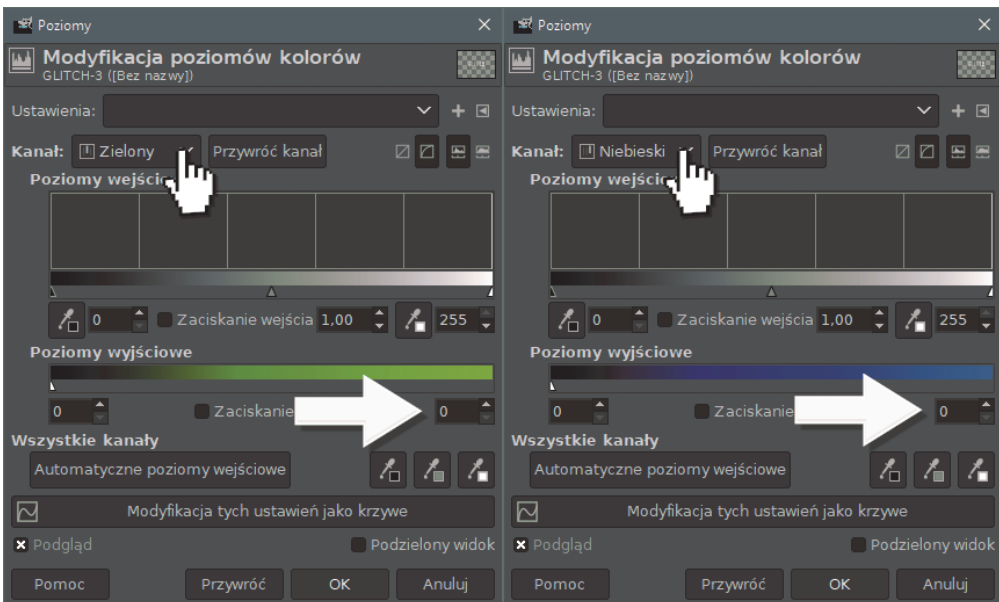 Poziomy
Modyfikacja poziomów kolorów
GLITCH-3 ([Bez nazwy])
Ustawienia:
Kanał: Zielony Przywróć kanał
Poziomy
0 Zaciskanie wejścia 1,00 255
Poziomy wyjściowe
0 Zaciskanie 0
Wszystkie kanały
Automatyczne poziomy wejściowe
Modyfikacja tych ustawień jako krzywe
Podgląd Podzielony widok
Pomoc Przywróć OK Anuluj
Poziomy
Modyfikacja poziomów kolorów
GLITCH-3 ([Bez nazwy])
Ustawienia:
Kanał: Niebieski Przywróć kanał
Poziomy
0 Zaciskanie wejścia 1,00 255
Poziomy wyjściowe
0 Zaciskanie 0
Wszystkie kanały
Automatyczne poziomy wejściowe
Modyfikacja tych ustawień jako krzywe
Podgląd Podzielony widok
Pomoc Przywróć OK Anuluj